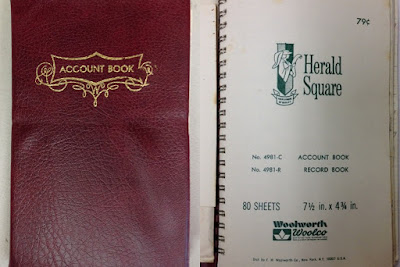 ACCOUNT BOOK
79¢
Herald
Square
No. 4981-C ACCOUNT BOOK
No. 4981-R RECORD BOOK
80 SHEETS 7½ in. x 4¾ in.
Woolworth
Woolco